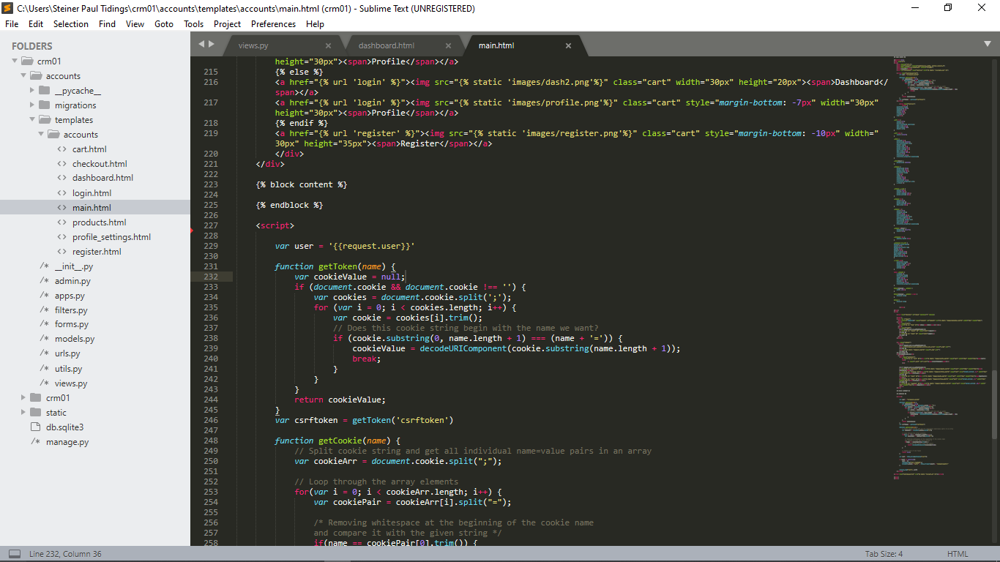 C:\Users\Steiner Paul Tidings\crm01\accounts\templates\accounts\main.html (crm01) - Sublime Text (UNREGISTERED)
File Edit Selection Find View Goto Tools Project Preferences Help
FOLDERS
crm01
accounts
__pycache__
migrations
templates
accounts
<> cart.html
<> checkout.html
<> dashboard.html
<> login.html
<> main.html
<> products.html
<> profile_settings.html
<> register.html
/* __init__.py
/* admin.py
/* apps.py
/* filters.py
/* forms.py
/* models.py
/* urls.py
/* utils.py
/* views.py
crm01
static
db.sqlite3
/* manage.py
views.py × dashboard.html × main.html ×
height="30px"><span>Profile</span></a>
215 {% else %}
216 <a href="{% url 'login' %}"><img src="{% static 'images/dash2.png'%}" class="cart" width="30px" height="20px"><span>Dashboard</
span></a>
217 <a href="{% url 'login' %}"><img src="{% static 'images/profile.png'%}" class="cart" style="margin-bottom: -7px" width="30px"
height="30px"><span>Profile</span></a>
218 {% endif %}
219 <a href="{% url 'register' %}"><img src="{% static 'images/register.png'%}" class="cart" style="margin-bottom: -10px" width="
30px" height="35px"><span>Register</span></a>
220 </div>
221 </div>
222
223 {% block content %}
224
225 {% endblock %}
226
227 <script>
228
229 var user = '{{request.user}}'
230
231 function getToken(name) {
232 var cookieValue = null;
233 if (document.cookie && document.cookie !== '') {
234 var cookies = document.cookie.split(';');
235 for (var i = 0; i < cookies.length; i++) {
236 var cookie = cookies[i].trim();
237 // Does this cookie string begin with the name we want?
238 if (cookie.substring(0, name.length + 1) === (name + '=')) {
239 cookieValue = decodeURIComponent(cookie.substring(name.length + 1));
240 break;
241 }
242 }
243 }
244 return cookieValue;
245 }
246 var csrftoken = getToken('csrftoken')
247
248 function getCookie(name) {
249 // Split cookie string and get all individual name=value pairs in an array
250 var cookieArr = document.cookie.split(";");
251
252 // Loop through the array elements
253 for(var i = 0; i < cookieArr.length; i++) {
254 var cookiePair = cookieArr[i].split("=");
255
256 /* Removing whitespace at the beginning of the cookie name
257 and compare it with the given string */
258 if(name == cookiePair[0].trim()) {
Line 232, Column 36 Tab Size: 4 HTML